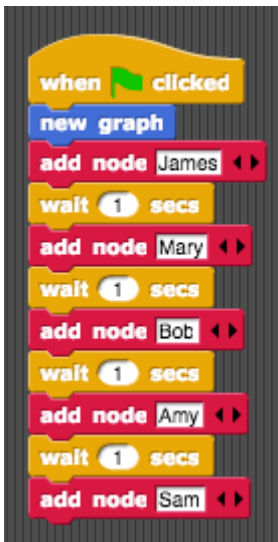 when clicked
new graph
add node James
wait 1 secs
add node Mary
wait 1 secs
add node Bob
wait 1 secs
add node Amy
wait 1 secs
add node Sam